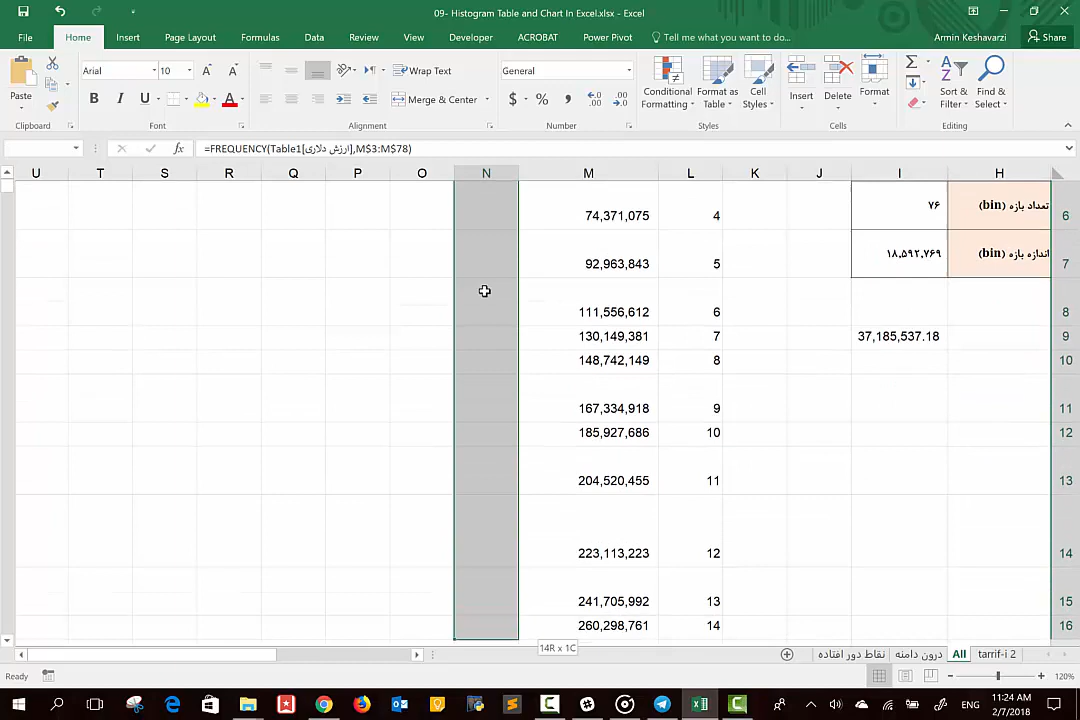 09- Histogram Table and Chart In Excel.xlsx - Excel
File Home Insert Page Layout Formulas Data Review View Developer ACROBAT Power Pivot Tell me what you want to do... Armin Keshavarzi Share
Paste
Arial 10
Wrap Text
Merge & Center
General
Conditional Formatting
Format as Table
Cell Styles
Insert Delete Format
Sort & Filter
Find & Select
Clipboard Font Alignment Number Styles Cells Editing
=FREQUENCY(Table1[ارزش دلاری],M$3:M$78)
U T S R Q P O N M L K J I H
74,371,075 4 ۷۶ تعداد بازه (bin) 6
92,963,843 5 ۱۸,۵۹۲,۷۶۹ اندازه بازه (bin) 7
111,556,612 6 8
130,149,381 7 37,185,537.18 9
148,742,149 8 10
167,334,918 9 11
185,927,686 10 12
204,520,455 11 13
223,113,223 12 14
241,705,992 13 15
260,298,761 14 16
14R x 1C
نقاط دور افتاده درون دامنه All tarrif-i 2
Ready 120%
ENG 11:24 AM
2/7/2018